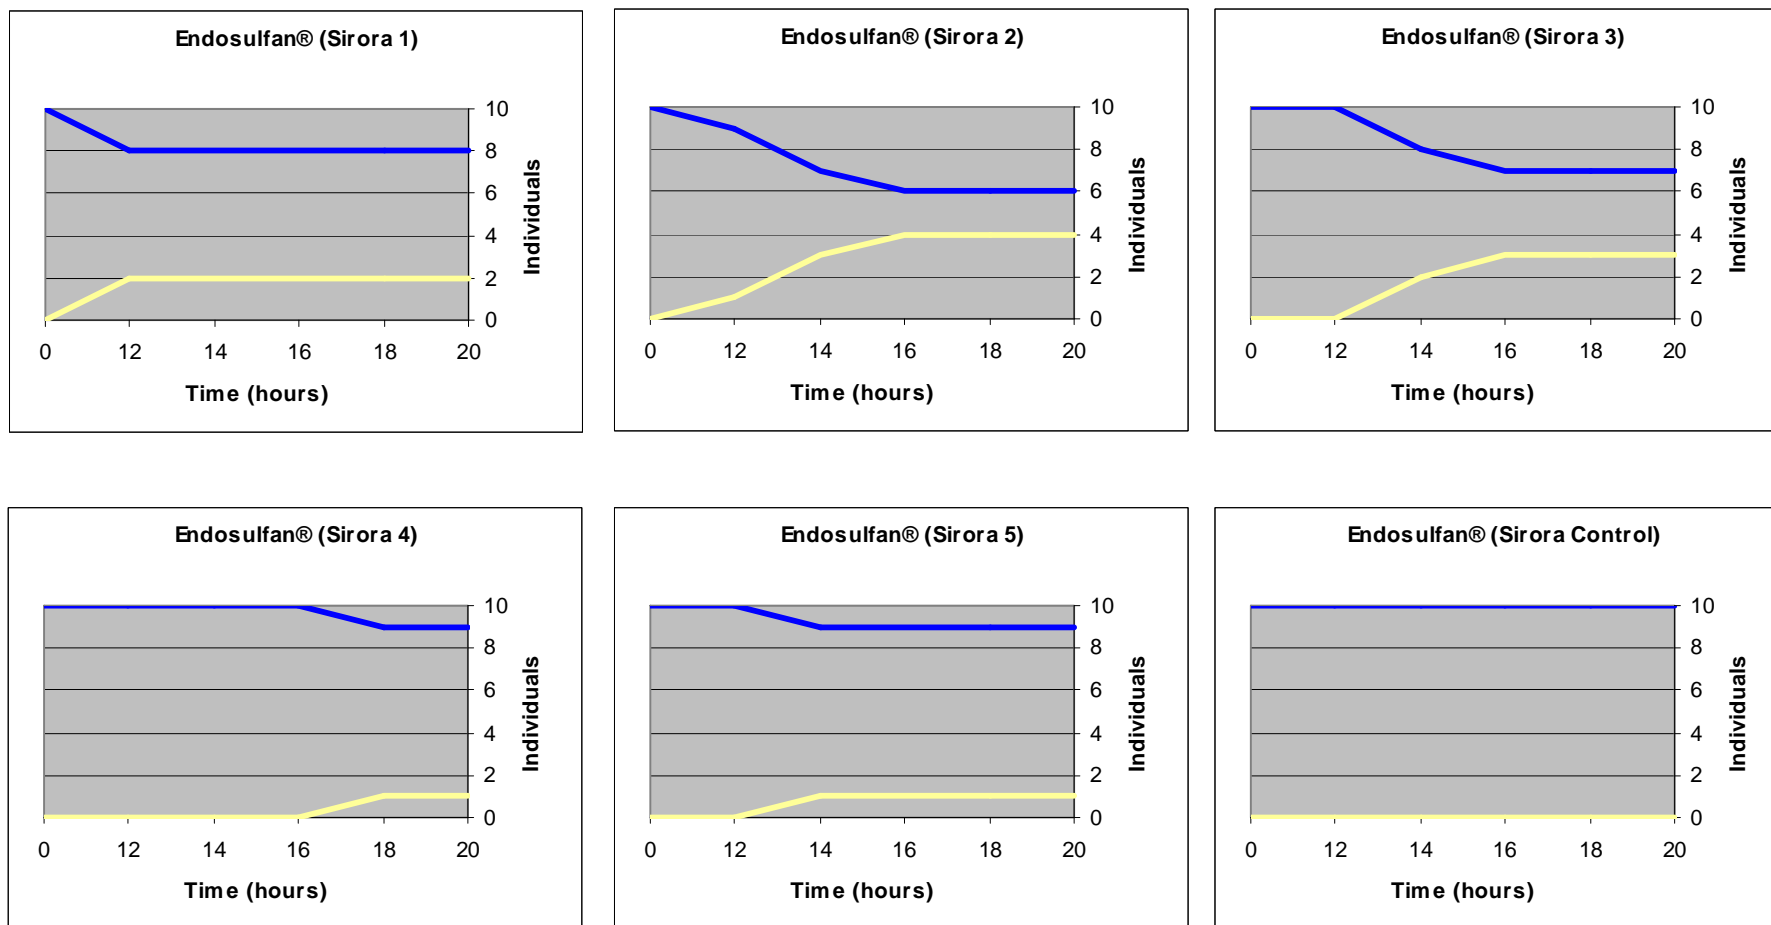 Endosulfan® (Sirora 1)
10
8
6
4
2
0
Individuals
0 12 14 16 18 20
Time (hours)
Endosulfan® (Sirora 2)
10
8
6
4
2
0
Individuals
0 12 14 16 18 20
Time (hours)
Endosulfan® (Sirora 3)
10
8
6
4
2
0
Individuals
0 12 14 16 18 20
Time (hours)
Endosulfan® (Sirora 4)
10
8
6
4
2
0
Individuals
0 12 14 16 18 20
Time (hours)
Endosulfan® (Sirora 5)
10
8
6
4
2
0
Individuals
0 12 14 16 18 20
Time (hours)
Endosulfan® (Sirora Control)
10
8
6
4
2
0
Individuals
0 12 14 16 18 20
Time (hours)